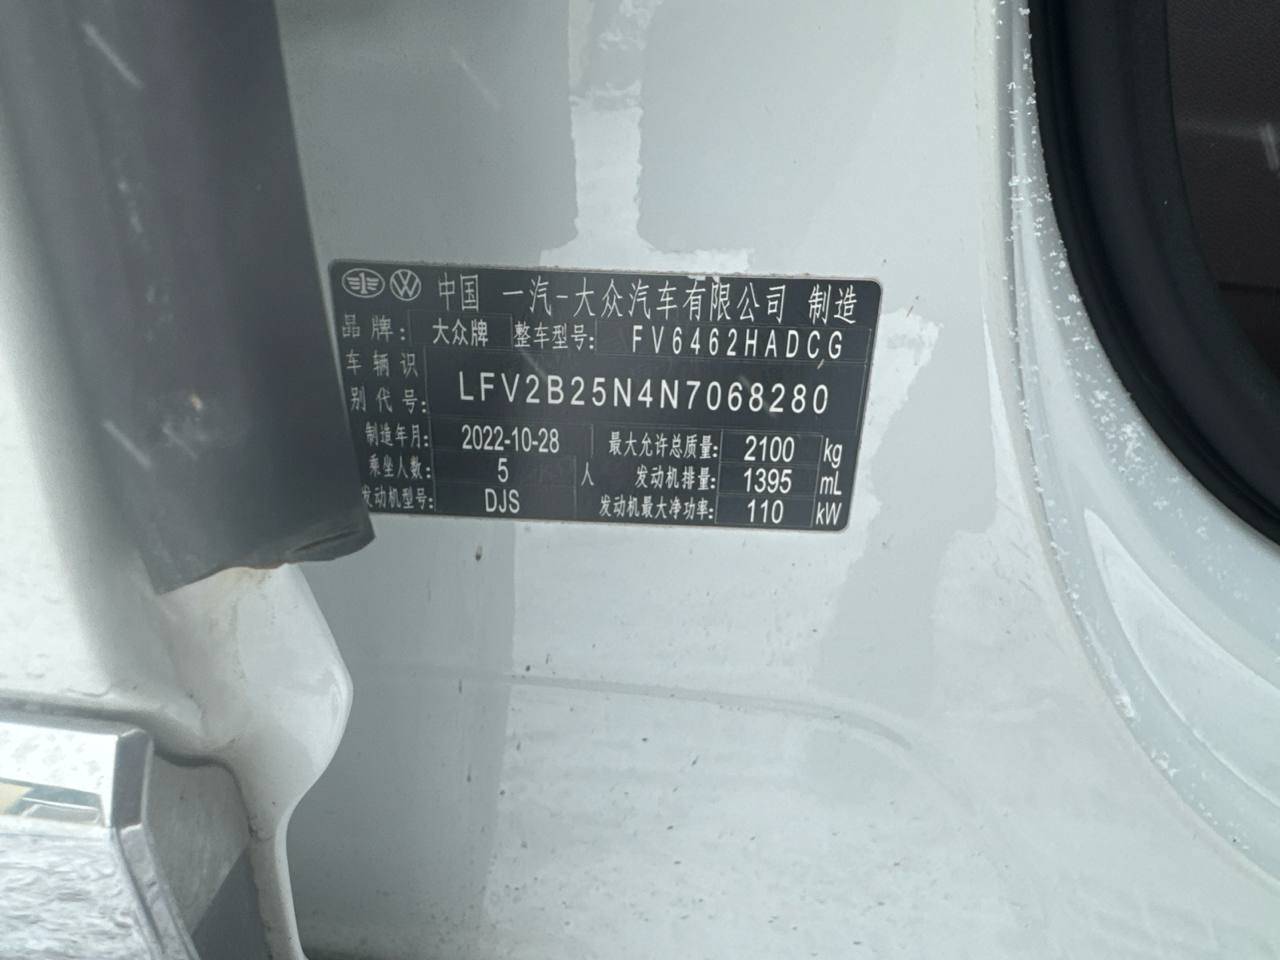 中国 一汽-大众汽车有限公司 制造
品牌: 大众牌 整车型号: FV6462HADCG
车辆识别代号: LFV2B25N4N7068280
制造年月: 2022-10-28 最大允许总质量: 2100 kg
乘坐人数: 5 人 发动机排量: 1395 mL
发动机型号: DJS 发动机最大净功率: 110 kW